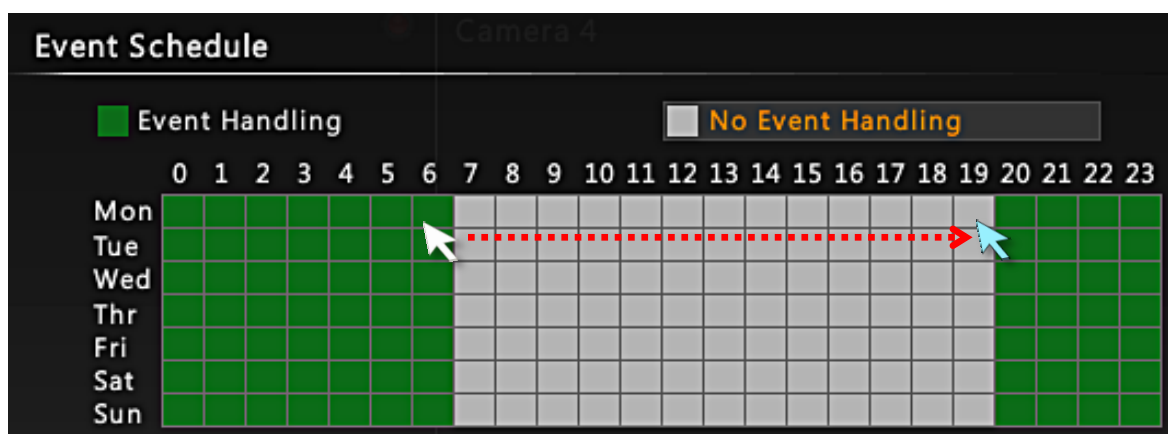 Camera 4
Event Schedule
Event Handling
No Event Handling
0 1 2 3 4 5 6 7 8 9 10 11 12 13 14 15 16 17 18 19 20 21 22 23
Mon
Tue
Wed
Thr
Fri
Sat
Sun